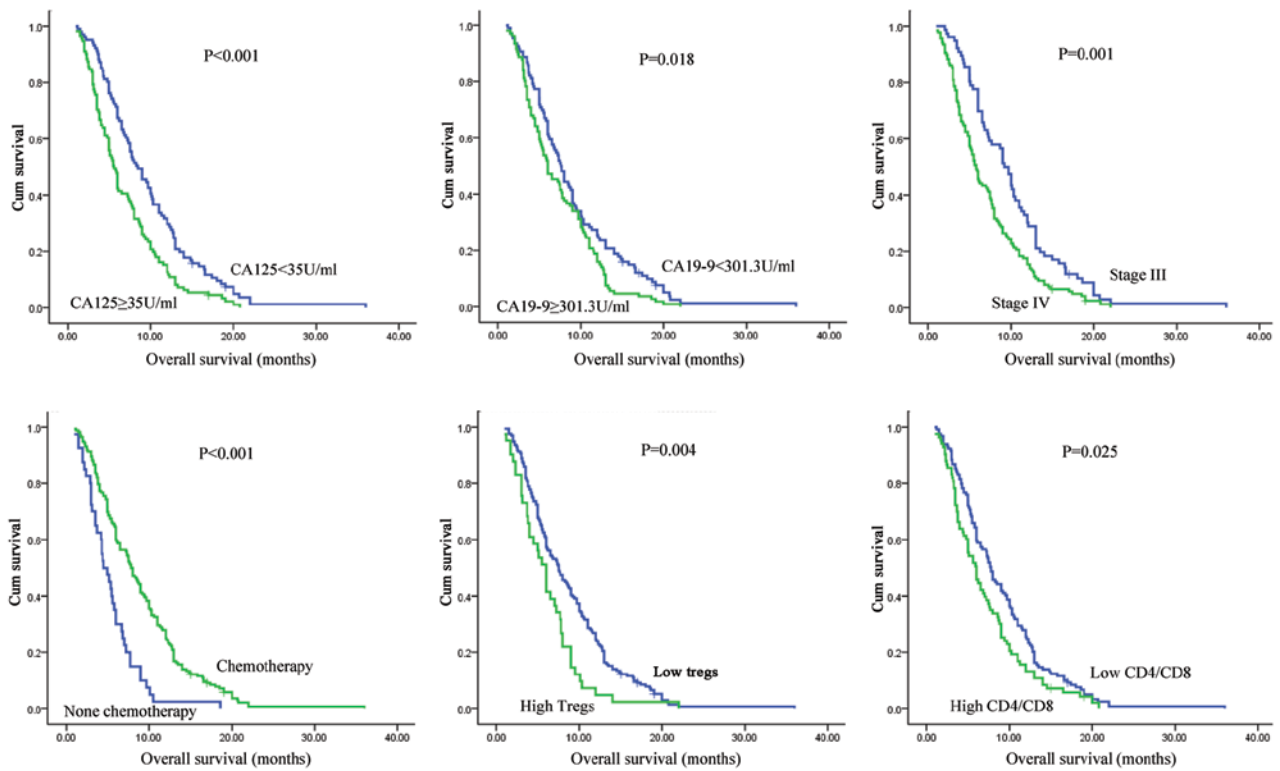 1.0
0.8
0.6
0.4
0.2
0.0
Cum survival
P<0.001
CA125<35U/ml
CA125≥35U/ml
0.00 10.00 20.00 30.00 40.00
Overall survival (months)
1.0
0.8
0.6
0.4
0.2
0.0
Cum survival
P=0.018
CA19-9<301.3U/ml
CA19-9≥301.3U/ml
0.00 10.00 20.00 30.00 40.00
Overall survival (months)
1.0
0.8
0.6
0.4
0.2
0.0
Cum survival
P=0.001
Stage III
Stage IV
0.00 10.00 20.00 30.00 40.00
Overall survival (months)
1.0
0.8
0.6
0.4
0.2
0.0
Cum survival
P<0.001
Chemotherapy
None chemotherapy
0.00 10.00 20.00 30.00 40.00
Overall survival (months)
1.0
0.8
0.6
0.4
0.2
0.0
Cum survival
P=0.004
Low tregs
High Tregs
0.00 10.00 20.00 30.00 40.00
Overall survival (months)
1.0
0.8
0.6
0.4
0.2
0.0
Cum survival
P=0.025
Low CD4/CD8
High CD4/CD8
0.00 10.00 20.00 30.00 40.00
Overall survival (months)